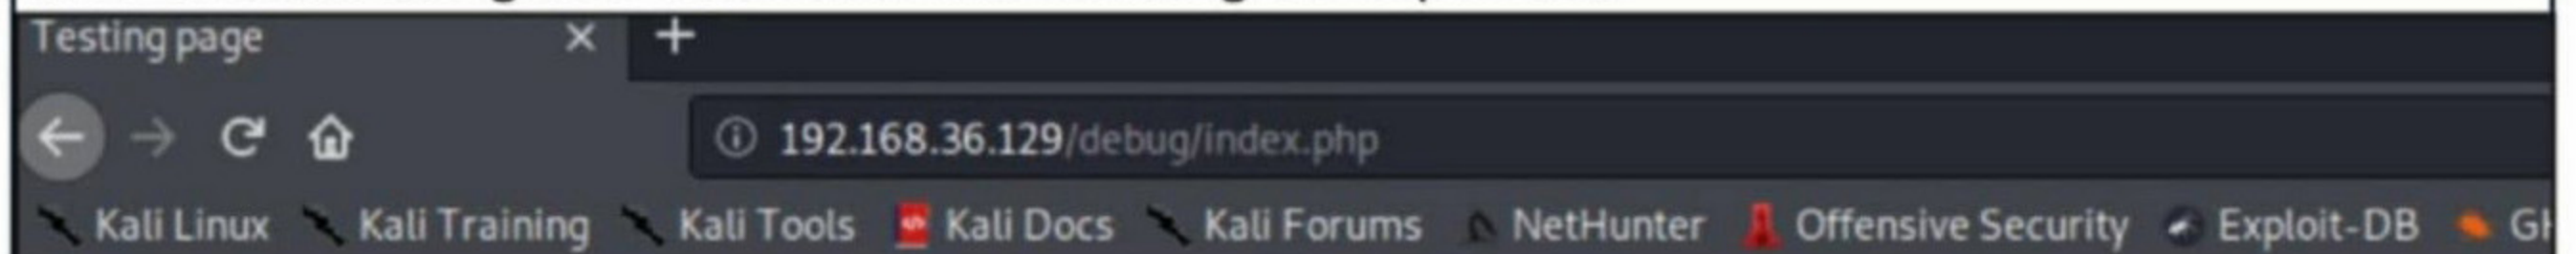 Testing page
192.168.36.129/debug/index.php
Kali Linux Kali Training Kali Tools Kali Docs Kali Forums NetHunter Offensive Security Exploit-DB